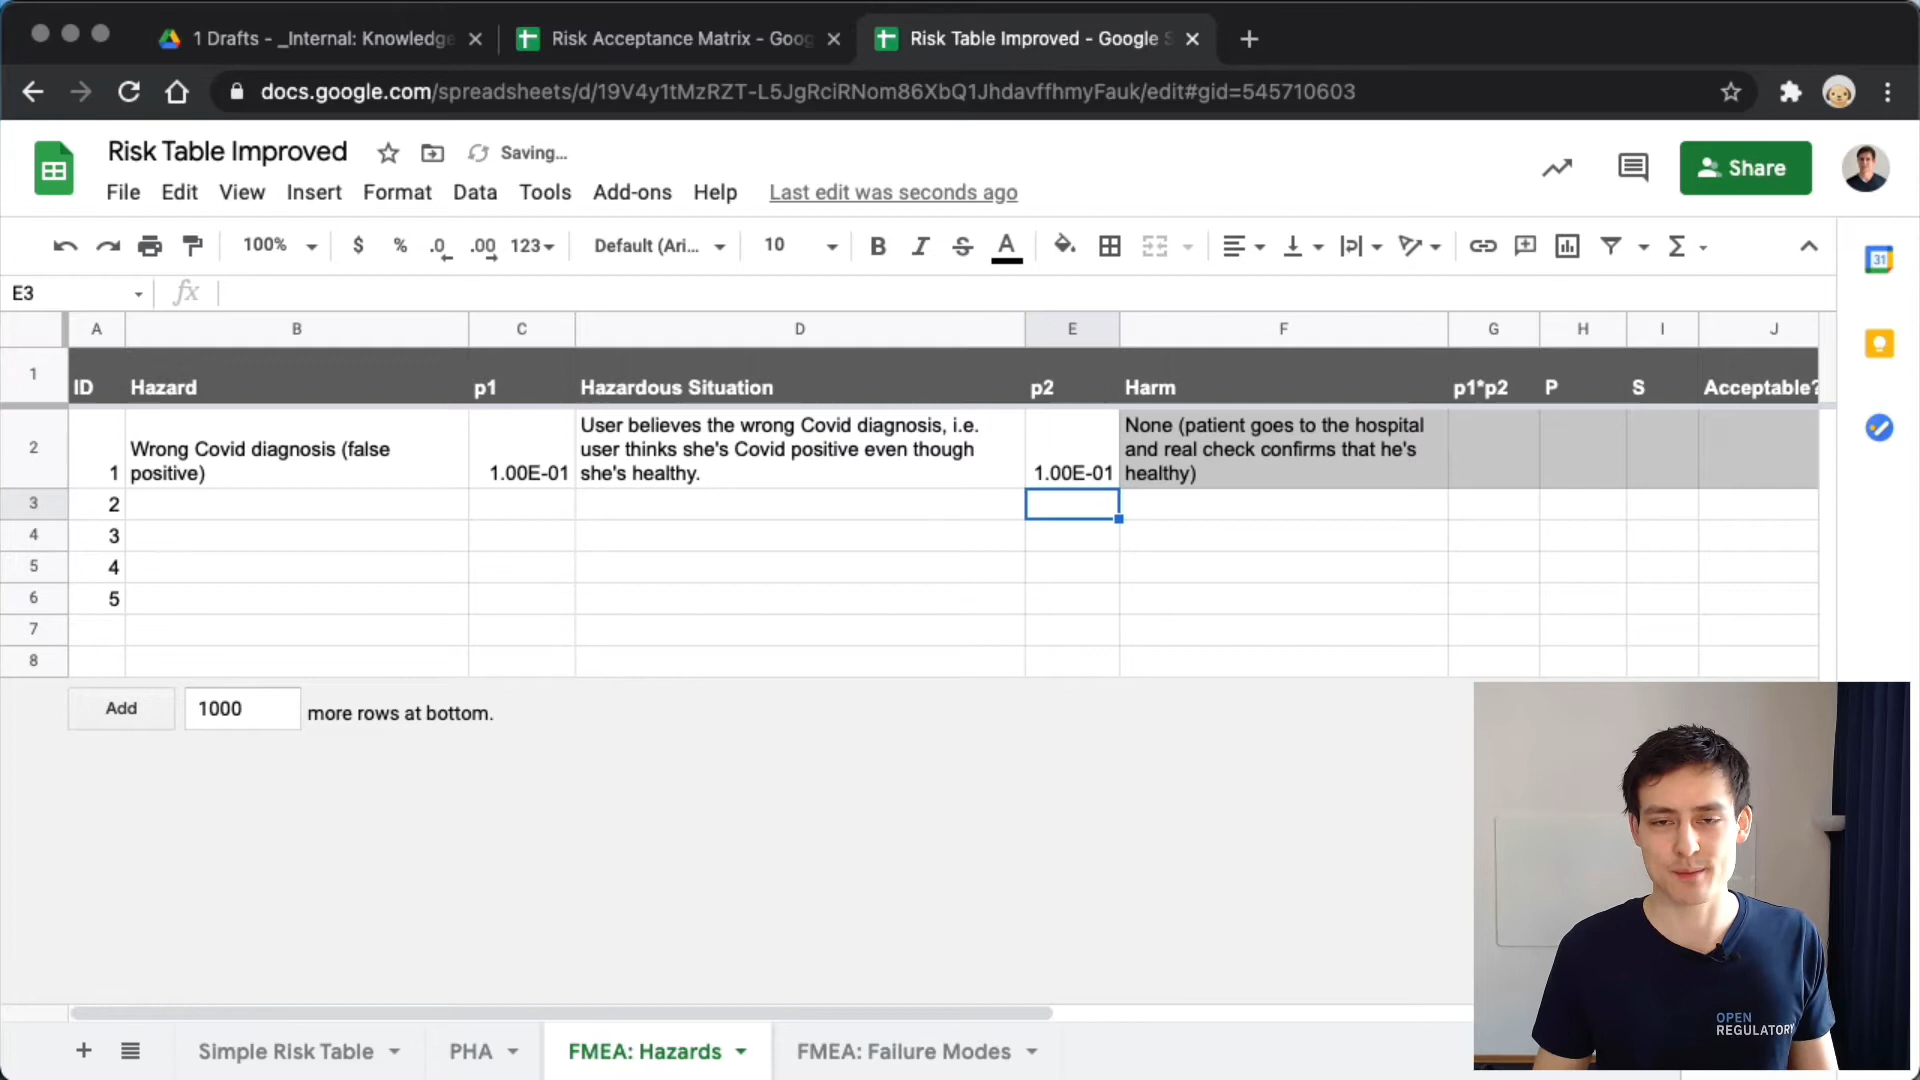 1 Drafts - _Internal: Knowledge
Risk Acceptance Matrix - Goog
Risk Table Improved - Google S
docs.google.com/spreadsheets/d/19V4y1tMzRZT-L5JgRciRNom86XbQ1JhdavffhmyFauk/edit#gid=545710603
Risk Table Improved
Saving...
Share
File Edit View Insert Format Data Tools Add-ons Help Last edit was seconds ago
100% $ % .0 .00 123 Default (Ari... 10 B I S A
31
E3 fx
A B C D E F G H I J
1 ID Hazard p1 Hazardous Situation p2 Harm p1*p2 P S Acceptable?
2 1 Wrong Covid diagnosis (false
positive)
1.00E-01
User believes the wrong Covid diagnosis, i.e.
user thinks she's Covid positive even though
she's healthy.
1.00E-01
None (patient goes to the hospital
and real check confirms that he's
healthy)
3 2
4 3
5 4
6 5
7
8
Add 1000 more rows at bottom.
OPEN
REGULATORY
Simple Risk Table PHA FMEA: Hazards FMEA: Failure Modes